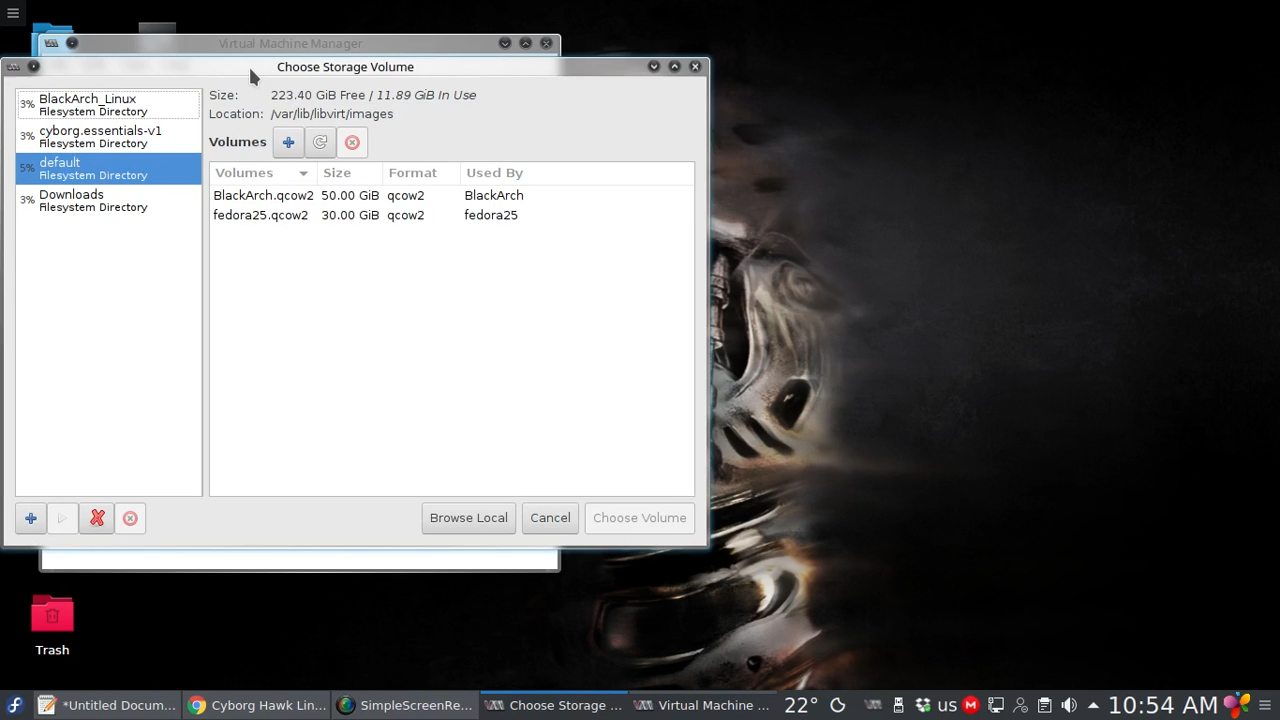 Virtual Machine Manager
Choose Storage Volume
3% BlackArch_Linux
Filesystem Directory
3% cyborg.essentials-v1
Filesystem Directory
5% default
Filesystem Directory
3% Downloads
Filesystem Directory
Size: 223.40 GiB Free / 11.89 GiB In Use
Location: /var/lib/libvirt/images
Volumes
Volumes Size Format Used By
BlackArch.qcow2 50.00 GiB qcow2 BlackArch
fedora25.qcow2 30.00 GiB qcow2 fedora25
Browse Local Cancel Choose Volume
Trash
*Untitled Docum... Cyborg Hawk Lin... SimpleScreenRe... Choose Storage ... Virtual Machine ... 22° us 10:54 AM